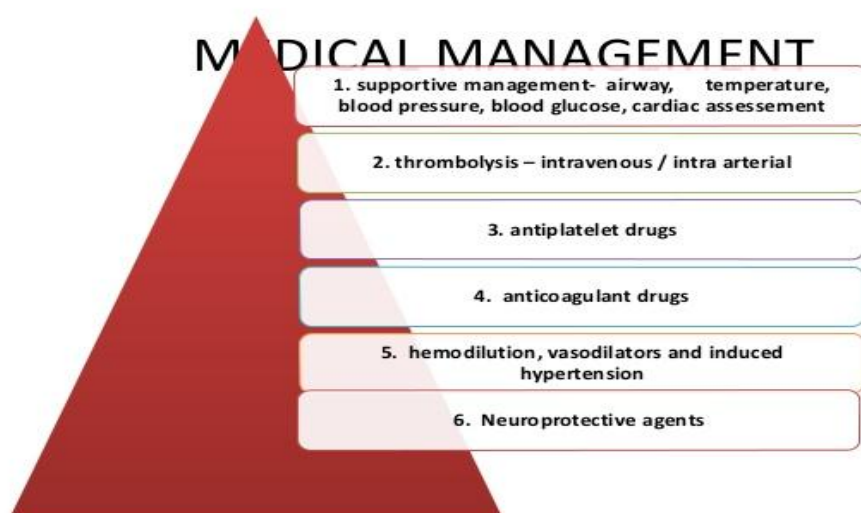 MEDICAL MANAGEMENT
1. supportive management- airway, temperature,
blood pressure, blood glucose, cardiac assessement
2. thrombolysis – intravenous / intra arterial
3. antiplatelet drugs
4. anticoagulant drugs
5. hemodilution, vasodilators and induced
hypertension
6. Neuroprotective agents